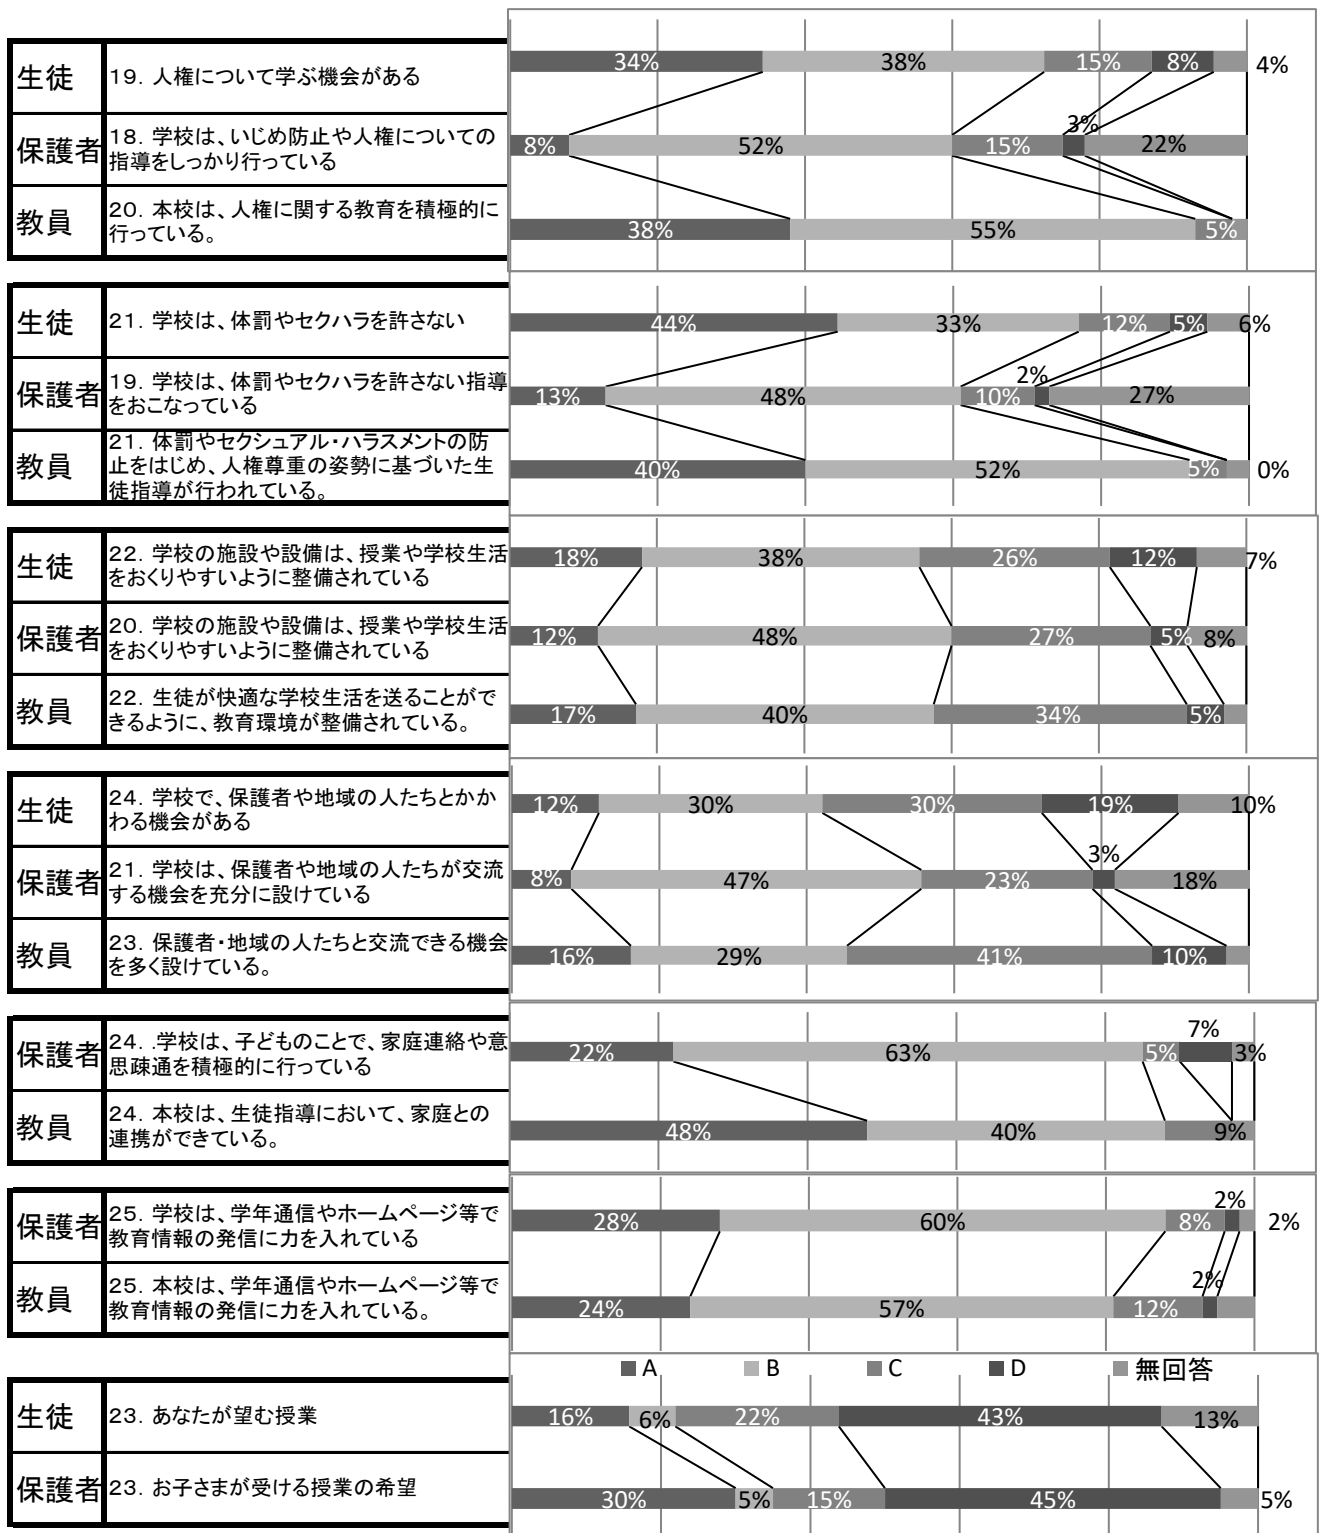 生徒
19．人権について学ぶ機会がある
34% 38% 15% 8% 4%
保護者
18．学校は、いじめ防止や人権についての
指導をしっかり行っている
8% 52% 15% 3% 22%
教員
20．本校は、人権に関する教育を積極的に
行っている。
38% 55% 5%
生徒
21．学校は、体罰やセクハラを許さない
44% 33% 12% 5% 6%
保護者
19．学校は、体罰やセクハラを許さない指導
をおこなっている
13% 48% 10% 2% 27%
教員
21．体罰やセクシュアル・ハラスメントの防
止をはじめ、人権尊重の姿勢に基づいた生
徒指導が行われている。
40% 52% 5% 0%
生徒
22．学校の施設や設備は、授業や学校生活
をおくりやすいように整備されている
18% 38% 26% 12% 7%
保護者
20．学校の施設や設備は、授業や学校生活
をおくりやすいように整備されている
12% 48% 27% 5% 8%
教員
22．生徒が快適な学校生活を送ることがで
きるように、教育環境が整備されている。
17% 40% 34% 5%
生徒
24．学校で、保護者や地域の人たちとかか
わる機会がある
12% 30% 30% 19% 10%
保護者
21．学校は、保護者や地域の人たちが交流
する機会を充分に設けている
8% 47% 23% 3% 18%
教員
23．保護者・地域の人たちと交流できる機会
を多く設けている。
16% 29% 41% 10%
保護者
24．.学校は、子どものことで、家庭連絡や意
思疎通を積極的に行っている
22% 63% 5% 7% 3%
教員
24．本校は、生徒指導において、家庭との
連携ができている。
48% 40% 9%
保護者
25．学校は、学年通信やホームページ等で
教育情報の発信に力を入れている
28% 60% 8% 2% 2%
教員
25．本校は、学年通信やホームページ等で
教育情報の発信に力を入れている。
24% 57% 12% 2%
A B C D 無回答
生徒
23．あなたが望む授業
16% 6% 22% 43% 13%
保護者
23．お子さまが受ける授業の希望
30% 5% 15% 45% 5%